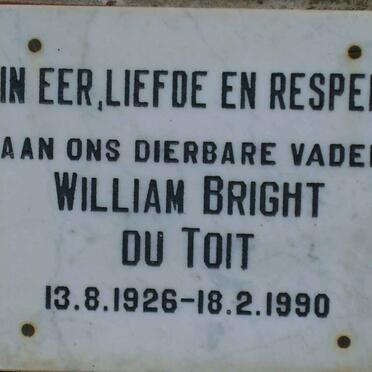 IN EER, LIEFDE EN RESPE
AAN ONS DIERBARE VADE
WILLIAM BRIGHT
DU TOIT
13.8.1926-18.2.1990